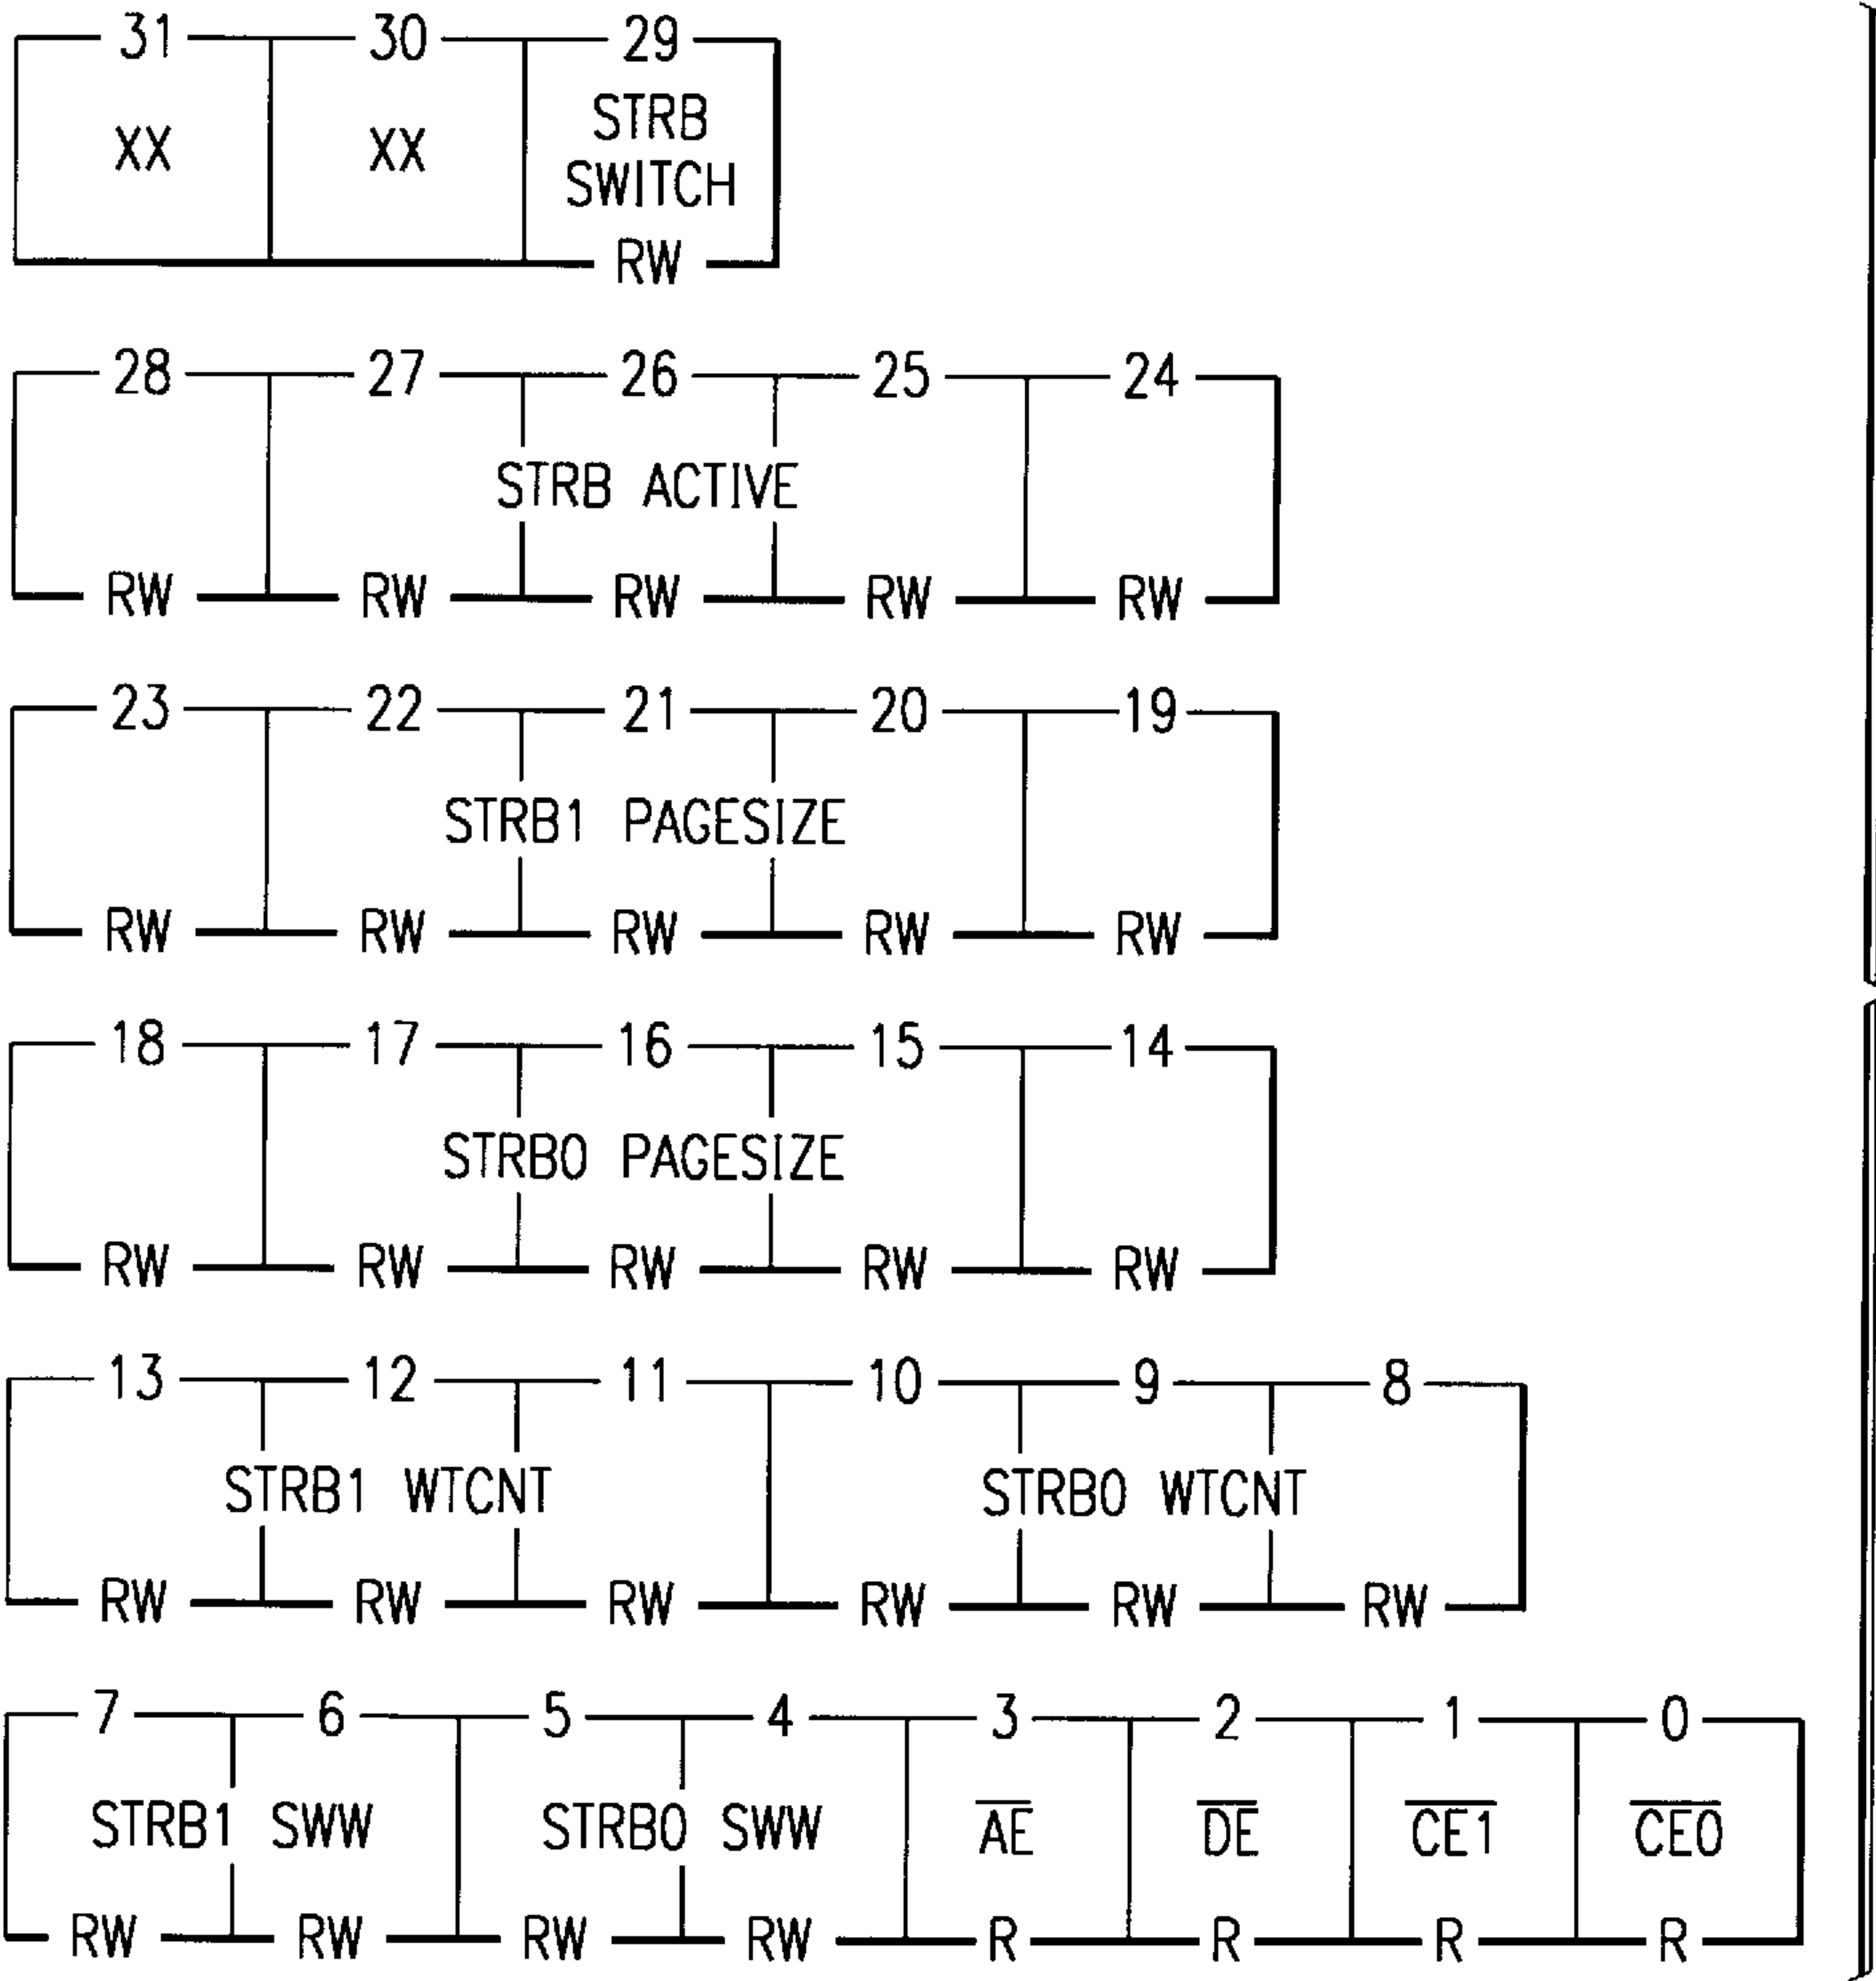 31 30 29
XX XX STRB
SWITCH
RW
28 27 26 25 24
STRB ACTIVE
RW RW RW RW RW
23 22 21 20 19
STRB1 PAGESIZE
RW RW RW RW RW
18 17 16 15 14
STRB0 PAGESIZE
RW RW RW RW RW
13 12 11 10 9 8
STRB1 WTCNT STRB0 WTCNT
RW RW RW RW RW RW
7 6 5 4 3 2 1 0
STRB1 SWW STRB0 SWW A̅E̅ D̅E̅ C̅E̅1̅ C̅E̅0̅
RW RW RW RW R R R R